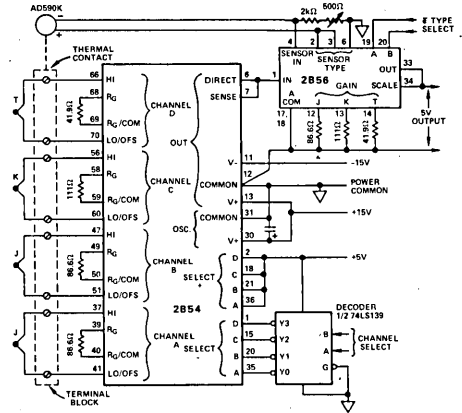 AD590K
2kΩ 500Ω
THERMAL CONTACT
4 2 3 6 19 20
γ TYPE SELECT
SENSOR IN
SENSOR TYPE
A B
2B56
IN
OUT 33
SCALE 34
A COM
GAIN
J K T
17, 18 12 13 14
86.6Ω 111Ω 41.9Ω
5V OUTPUT
66 HI
68 RG
T 41.9Ω
69 RG/COM
70 LO/OFS
CHANNEL D
56 HI
58 RG
K 111Ω
59 RG/COM
60 LO/OFS
CHANNEL C
47 HI
49 RG
J 86.6Ω
50 RG/COM
51 LO/OFS
CHANNEL B
37 HI
39 RG
J 86.6Ω
40 RG/COM
41 LO/OFS
CHANNEL A
TERMINAL BLOCK
2B54
DIRECT 6
SENSE 7
1
OUT
V- 11 -15V
12
COMMON POWER COMMON
V+ 13
+15V
OSC.
COMMON 31
V+ 30
+
SELECT +
D 2 +5V
C 18
B 21
A 36
SELECT -
D 1
C 15
B 20
A 35
DECODER
1/2 74LS139
Y3
Y2
Y1
Y0
B
A
G
CHANNEL SELECT